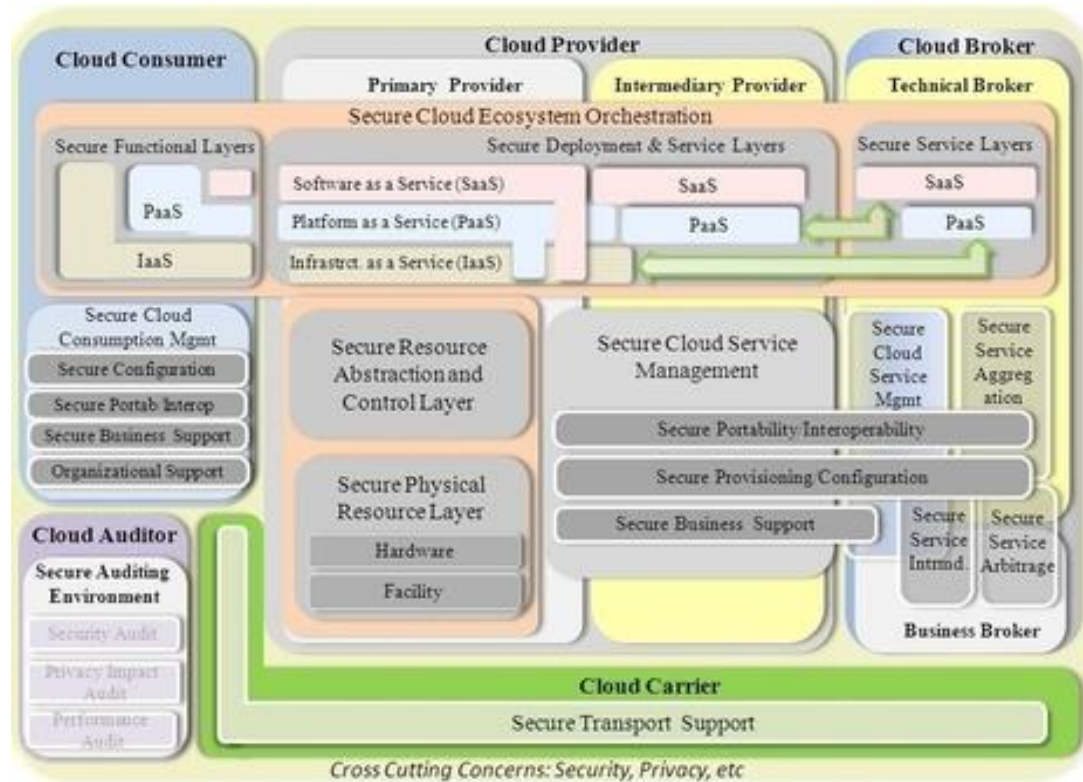 Cloud Consumer
Cloud Provider
Cloud Broker
Primary Provider
Intermediary Provider
Technical Broker
Secure Cloud Ecosystem Orchestration
Secure Functional Layers
Secure Deployment & Service Layers
Secure Service Layers
PaaS
IaaS
Software as a Service (SaaS)
Platform as a Service (PaaS)
Infrastrct. as a Service (IaaS)
SaaS
PaaS
SaaS
PaaS
Secure Cloud
Consumption Mgmt
Secure Configuration
Secure Portab Interop
Secure Business Support
Organizational Support
Secure Resource
Abstraction and
Control Layer
Secure Physical
Resource Layer
Hardware
Facility
Secure Cloud Service
Management
Secure
Cloud
Service
Mgmt
Secure
Service
Aggreg
ation
Secure Portability/Interoperability
Secure Provisioning/Configuration
Secure Business Support
Secure
Service
Intrmd.
Secure
Service
Arbitrage
Business Broker
Cloud Auditor
Secure Auditing
Environment
Security Audit
Privacy Impact
Audit
Performance
Audit
Cloud Carrier
Secure Transport Support
Cross Cutting Concerns: Security, Privacy, etc